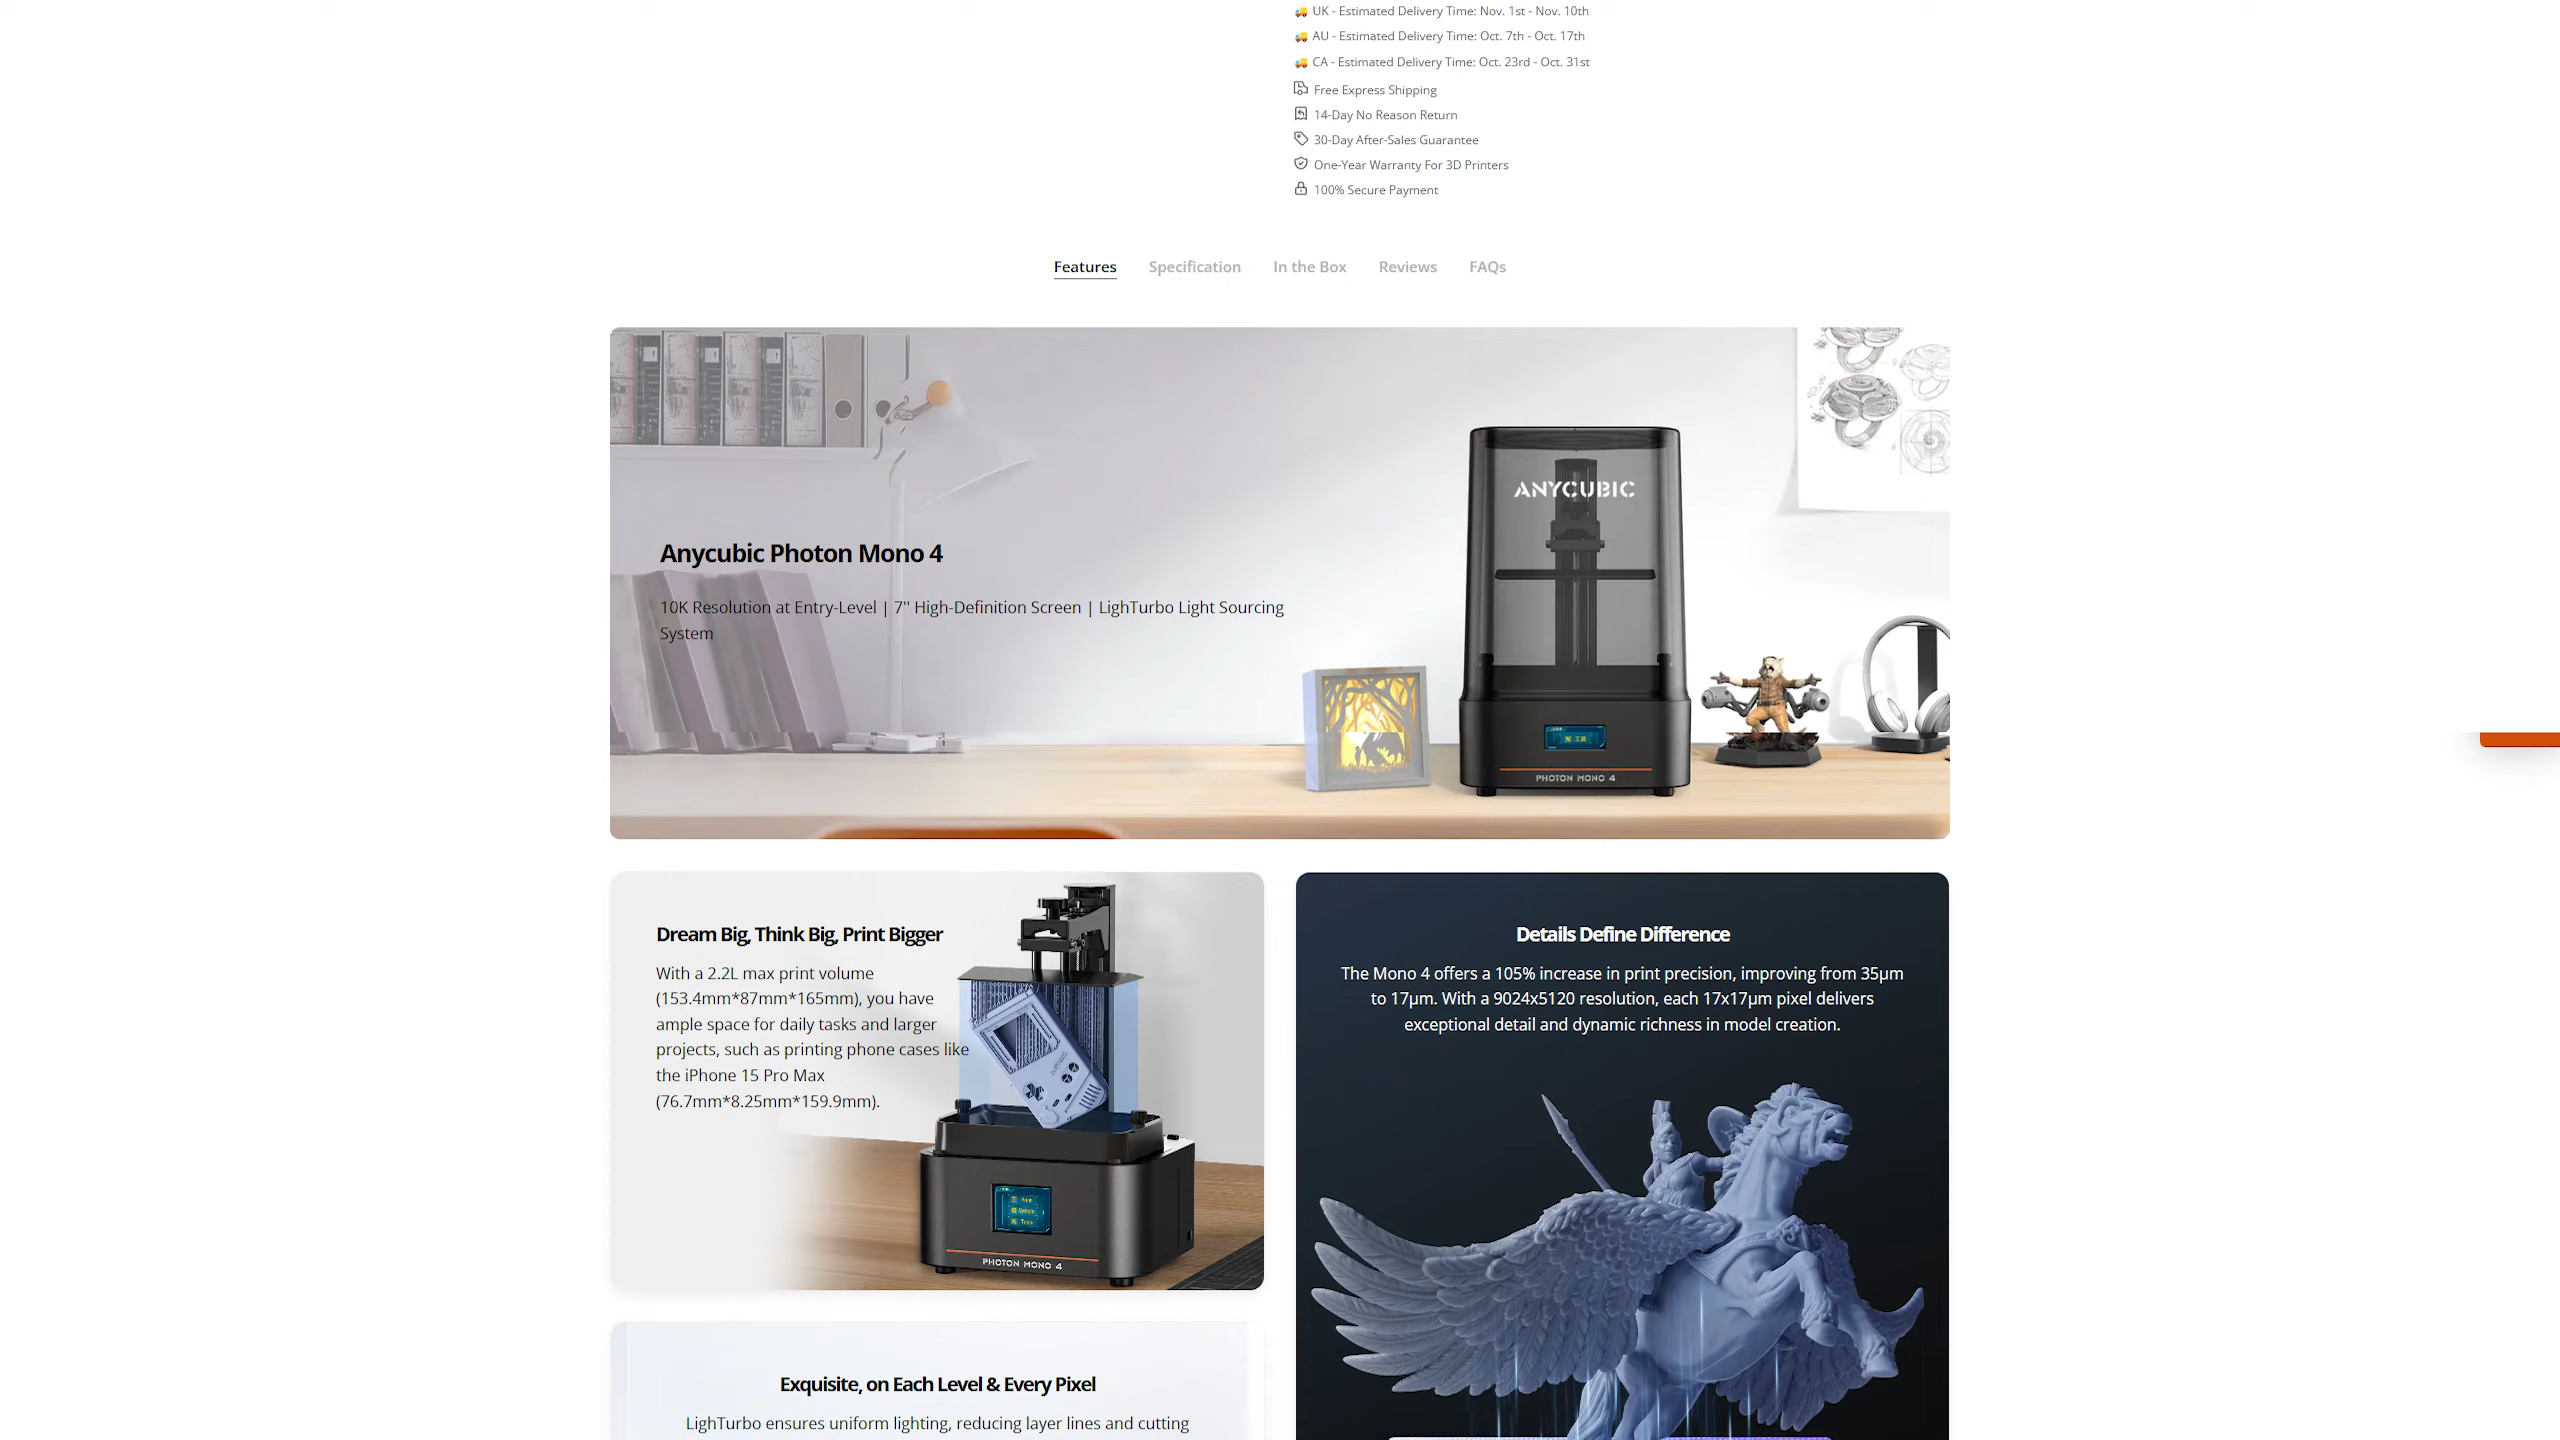 UK - Estimated Delivery Time: Nov. 1st - Nov. 10th
AU - Estimated Delivery Time: Oct. 7th - Oct. 17th
CA - Estimated Delivery Time: Oct. 23rd - Oct. 31st
Free Express Shipping
14-Day No Reason Return
30-Day After-Sales Guarantee
One-Year Warranty For 3D Printers
100% Secure Payment
Features Specification In the Box Reviews FAQs
ANYCUBIC
Anycubic Photon Mono 4
10K Resolution at Entry-Level | 7'' High-Definition Screen | LighTurbo Light Sourcing
System
工具
PHOTON MONO 4
Dream Big, Think Big, Print Bigger
With a 2.2L max print volume
(153.4mm*87mm*165mm), you have
ample space for daily tasks and larger
projects, such as printing phone cases like
the iPhone 15 Pro Max
(76.7mm*8.25mm*159.9mm).
Print
System
Tools
PHOTON MONO 4
Details Define Difference
The Mono 4 offers a 105% increase in print precision, improving from 35μm
to 17μm. With a 9024x5120 resolution, each 17x17μm pixel delivers
exceptional detail and dynamic richness in model creation.
Exquisite, on Each Level & Every Pixel
LighTurbo ensures uniform lighting, reducing layer lines and cutting